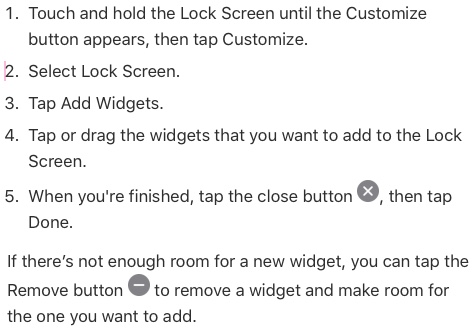 1. Touch and hold the Lock Screen until the Customize
button appears, then tap Customize.
2. Select Lock Screen.
3. Tap Add Widgets.
4. Tap or drag the widgets that you want to add to the Lock
Screen.
5. When you're finished, tap the close button, then tap
Done.
If there’s not enough room for a new widget, you can tap the
Remove button to remove a widget and make room for
the one you want to add.